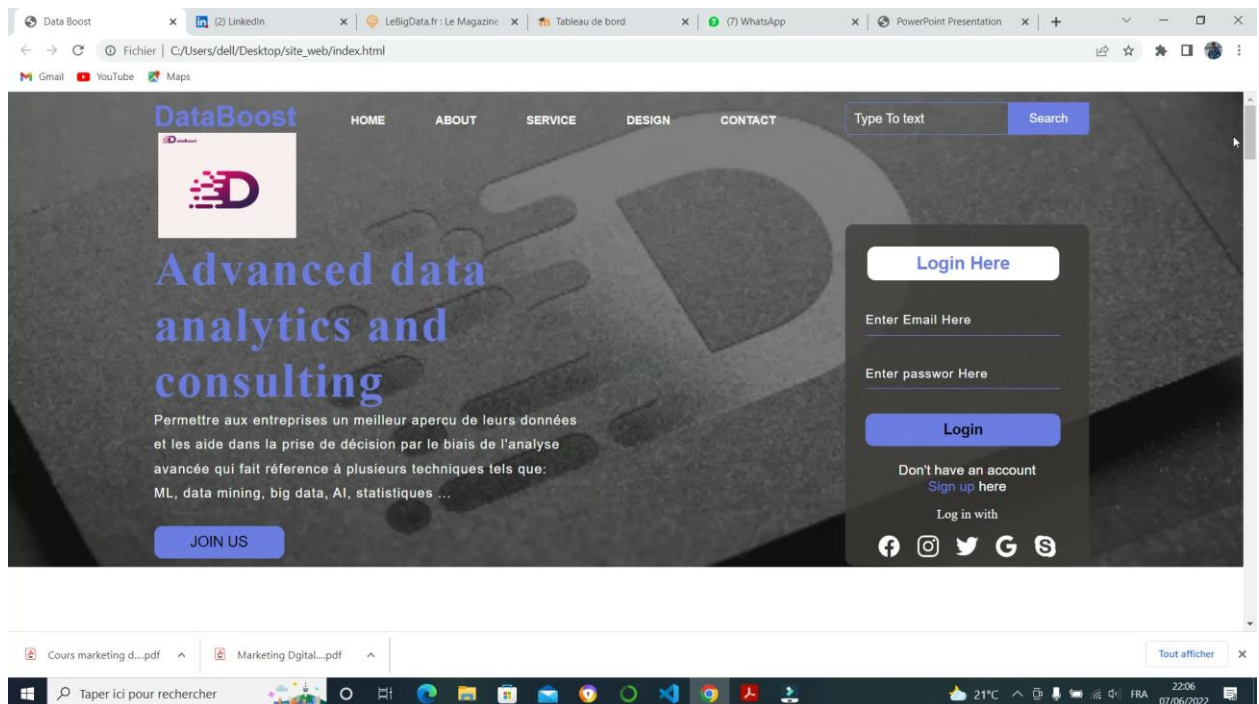 Data Boost
(2) LinkedIn
LeBigData.fr : Le Magazine
Tableau de bord
(7) WhatsApp
PowerPoint Presentation
Fichier | C:/Users/dell/Desktop/site_web/index.html
Gmail YouTube Maps
DataBoost
HOME ABOUT SERVICE DESIGN CONTACT
Type To text Search
DataBoost
D
Advanced data
analytics and
consulting
Permettre aux entreprises un meilleur apercu de leurs données
et les aide dans la prise de décision par le biais de l'analyse
avancée qui fait réference à plusieurs techniques tels que:
ML, data mining, big data, AI, statistiques ...
JOIN US
Login Here
Enter Email Here
Enter passwor Here
Login
Don't have an account
Sign up here
Log in with
Cours marketing d....pdf
Marketing Dgital....pdf
Tout afficher
Taper ici pour rechercher
21°C
FRA
22:06
07/06/2022